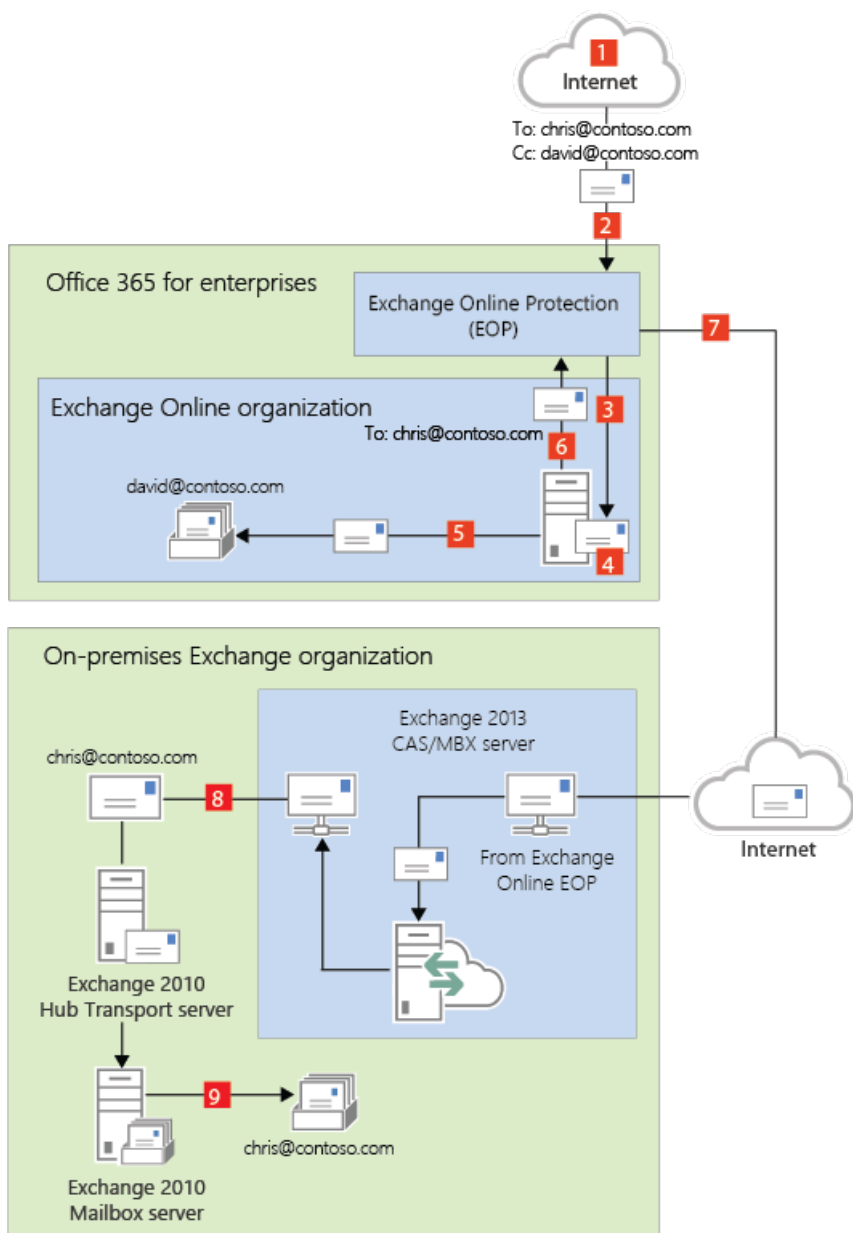 1
Internet
To: chris@contoso.com
Cc: david@contoso.com
2
Office 365 for enterprises
Exchange Online Protection
(EOP)
7
Exchange Online organization
3
To: chris@contoso.com
6
david@contoso.com
5
4
On-premises Exchange organization
Exchange 2013
CAS/MBX server
chris@contoso.com
8
From Exchange
Online EOP
Internet
Exchange 2010
Hub Transport server
9
chris@contoso.com
Exchange 2010
Mailbox server